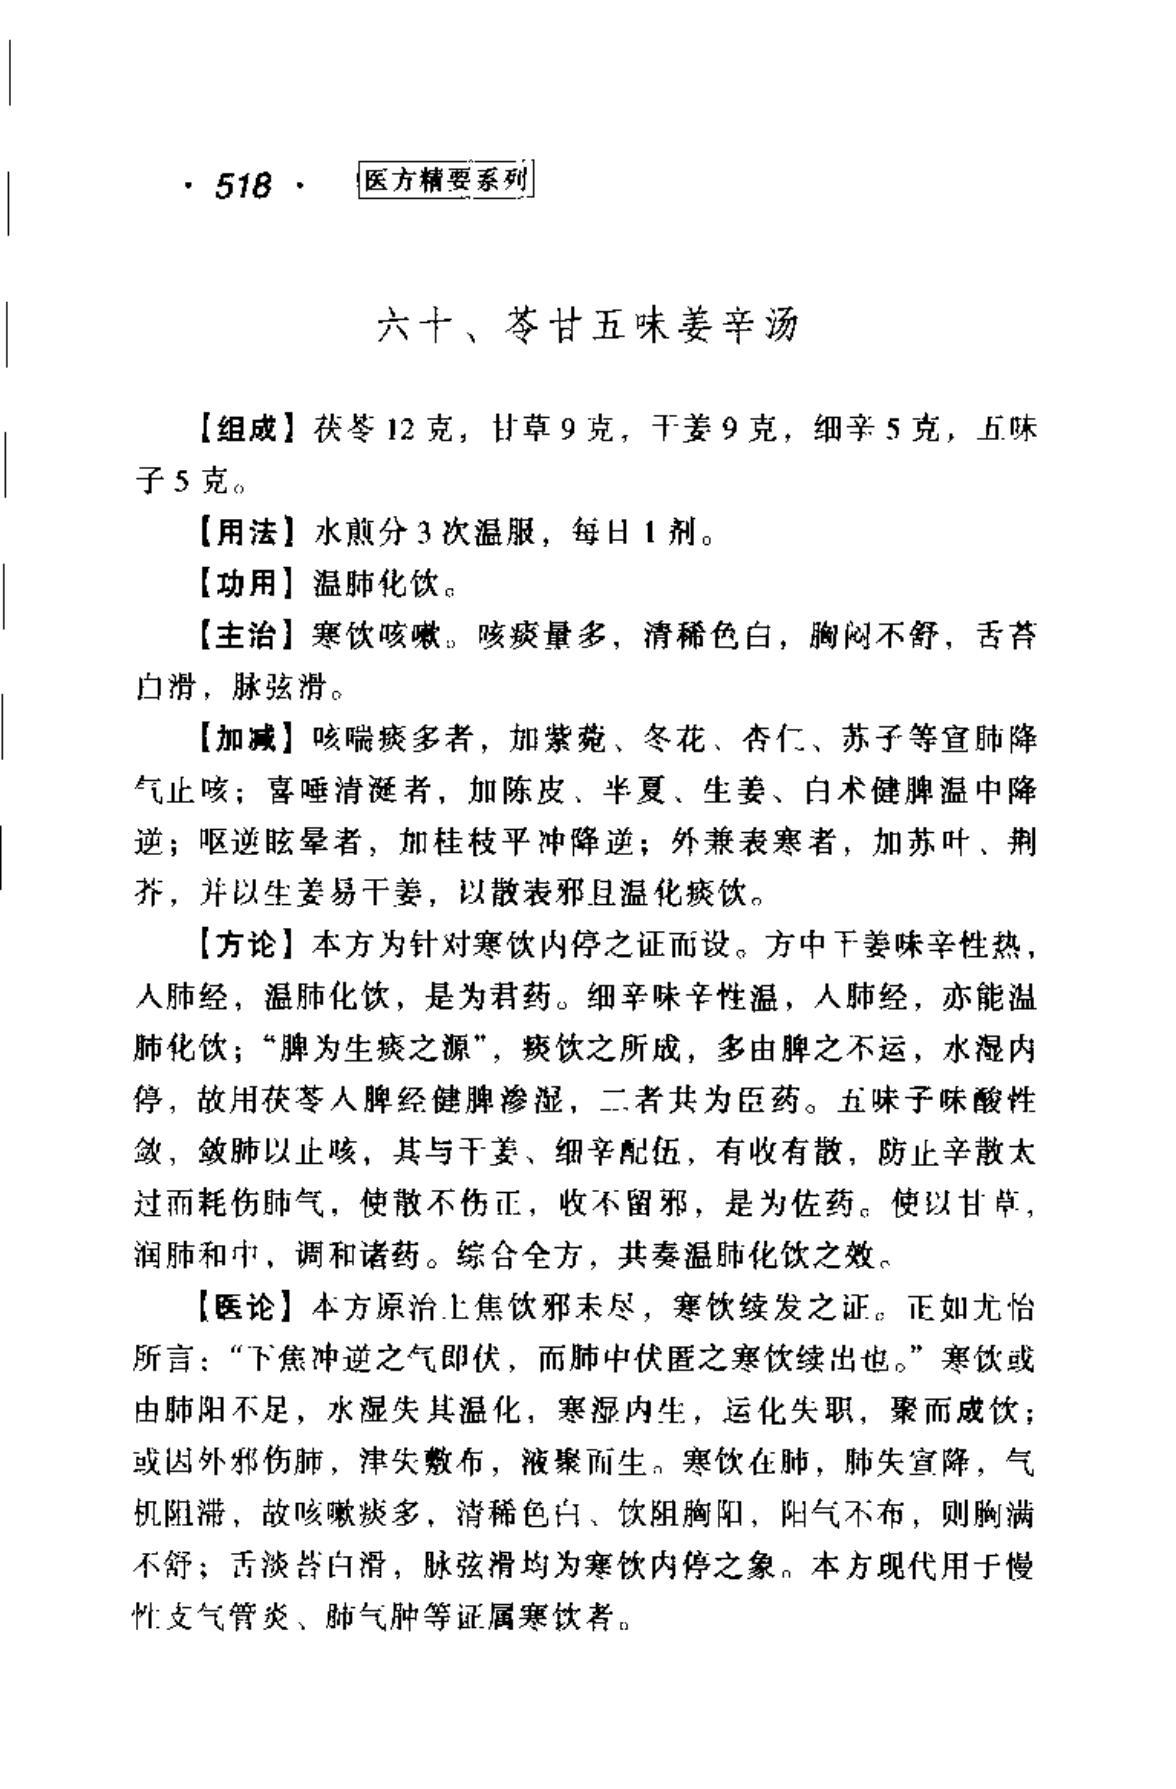 · 518 · 医方精要系列
六十、苓甘五味姜辛汤
【组成】茯苓 12 克，甘草 9 克，干姜 9 克，细辛 5 克，五味
子 5 克。
【用法】水煎分 3 次温服，每日 1 剂。
【功用】温肺化饮。
【主治】寒饮咳嗽。咳痰量多，清稀色白，胸闷不舒，舌苔
白滑，脉弦滑。
【加减】咳喘痰多者，加紫菀、冬花、杏仁、苏子等宣肺降
气止咳；喜唾清涎者，加陈皮、半夏、生姜、白术健脾温中降
逆；呕逆眩晕者，加桂枝平冲降逆；外兼表寒者，加苏叶、荆
芥，并以生姜易干姜，以散表邪且温化痰饮。
【方论】本方为针对寒饮内停之证而设。方中干姜味辛性热，
入肺经，温肺化饮，是为君药。细辛味辛性温，入肺经，亦能温
肺化饮；“脾为生痰之源”，痰饮之所成，多由脾之不运，水湿内
停，故用茯苓入脾经健脾渗湿，二者共为臣药。五味子味酸性
敛，敛肺以止咳，其与干姜、细辛配伍，有收有散，防止辛散太
过而耗伤肺气，使散不伤正，收不留邪，是为佐药。使以甘草，
润肺和中，调和诸药。综合全方，共奏温肺化饮之效。
【医论】本方原治上焦饮邪未尽，寒饮续发之证。正如尤怡
所言：“下焦冲逆之气即伏，而肺中伏匿之寒饮续出也。”寒饮或
由肺阳不足，水湿失其温化，寒湿内生，运化失职，聚而成饮；
或因外邪伤肺，津失敷布，液聚而生。寒饮在肺，肺失宣降，气
机阻滞，故咳嗽痰多，清稀色白、饮阻胸阳，阳气不布，则胸满
不舒；舌淡苔白滑，脉弦滑均为寒饮内停之象。本方现代用于慢
性支气管炎、肺气肿等证属寒饮者。